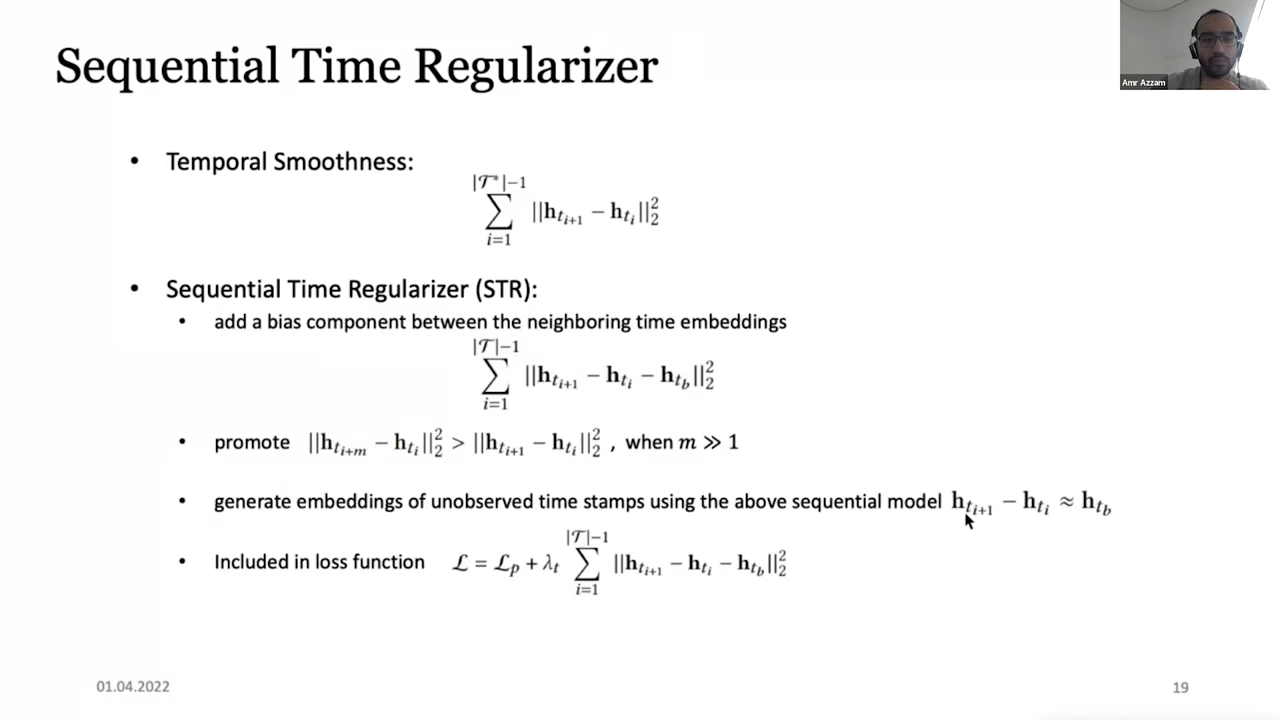 Sequential Time Regularizer
Amr Azzam
• Temporal Smoothness:
|𝒯*|−1
∑ ||h_{t_{i+1}} − h_{t_i}||₂²
i=1
• Sequential Time Regularizer (STR):
• add a bias component between the neighboring time embeddings
|𝒯|−1
∑ ||h_{t_{i+1}} − h_{t_i} − h_{t_b}||₂²
i=1
• promote ||h_{t_{i+m}} − h_{t_i}||₂² > ||h_{t_{i+1}} − h_{t_i}||₂² , when m ≫ 1
• generate embeddings of unobserved time stamps using the above sequential model h_{t_{i+1}} − h_{t_i} ≈ h_{t_b}
|𝒯|−1
• Included in loss function ℒ = ℒ_p + λ_t ∑ ||h_{t_{i+1}} − h_{t_i} − h_{t_b}||₂²
i=1
01.04.2022
19